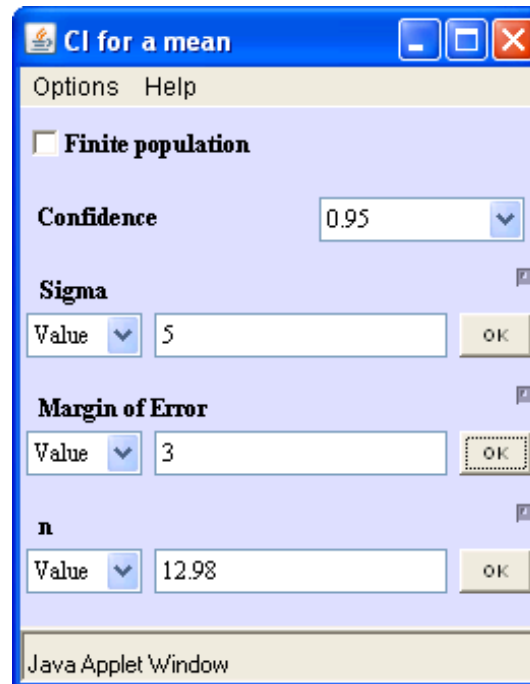 CI for a mean
Options Help
Finite population
Confidence 0.95
Sigma
Value 5 OK
Margin of Error
Value 3 OK
n
Value 12.98 OK
Java Applet Window